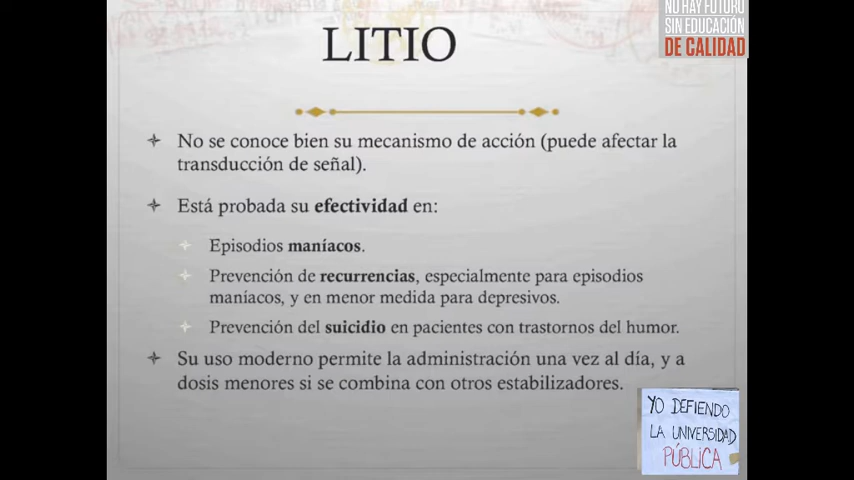 NO HAY FUTURO
SIN EDUCACIÓN
DE CALIDAD
LITIO
No se conoce bien su mecanismo de acción (puede afectar la
transducción de señal).
Está probada su efectividad en:
Episodios maníacos.
Prevención de recurrencias, especialmente para episodios
maníacos, y en menor medida para depresivos.
Prevención del suicidio en pacientes con trastornos del humor.
Su uso moderno permite la administración una vez al día, y a
dosis menores si se combina con otros estabilizadores.
YO DEFIENDO
LA UNIVERSIDAD
PÚBLICA